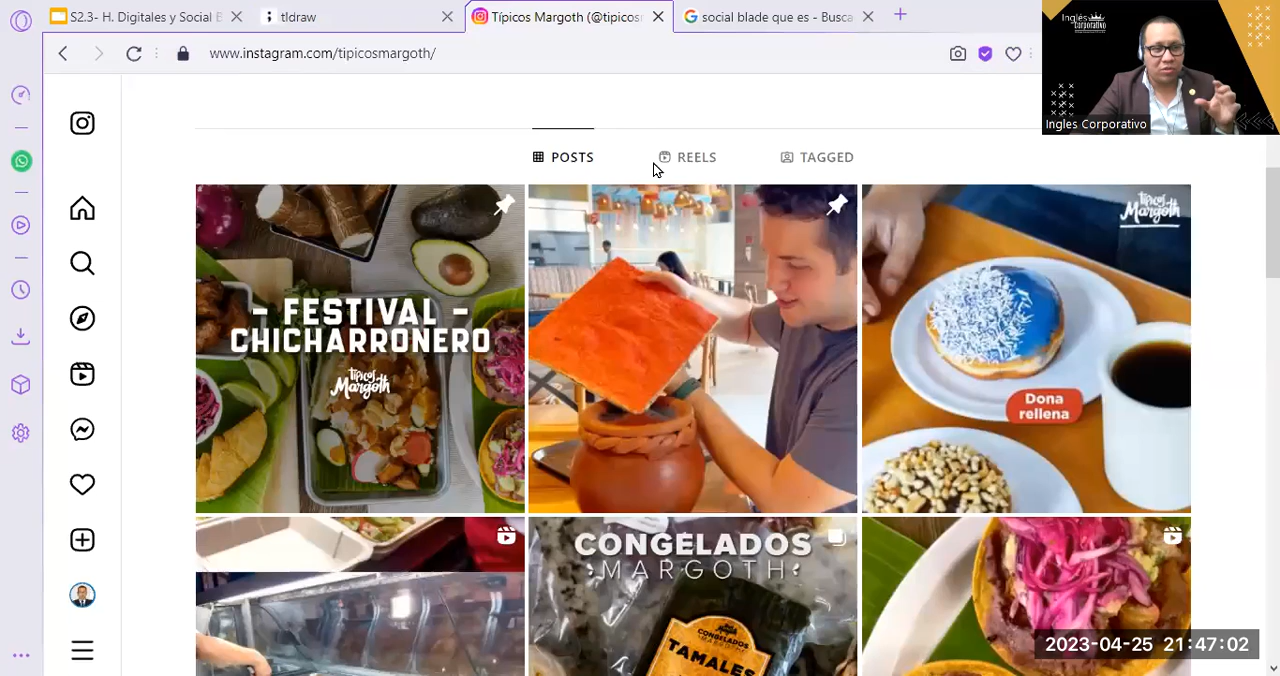 S2.3- H. Digitales y Social B
tldraw
Típicos Margoth (@tipicos
social blade que es - Busca
www.instagram.com/tipicosmargoth/
Inglés
Corporativo
Ingles Corporativo
POSTS
REELS
TAGGED
- FESTIVAL -
CHICHARRONERO
típicos
Margoth
típicos
Margoth
Dona
rellena
CONGELADOS
MARGOTH
CONGELADOS
MARGOTH
TAMALES
2023-04-25 21:47:02